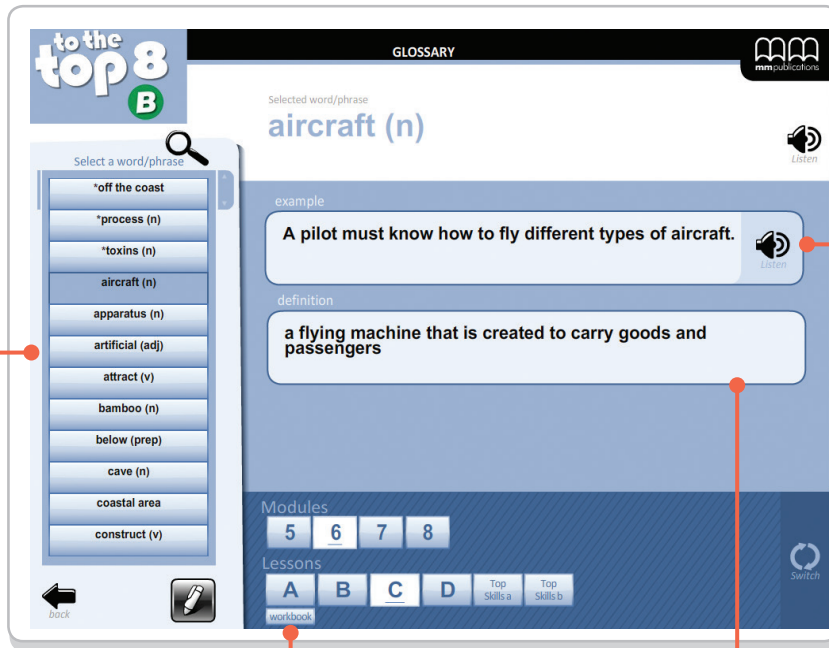 to the
top 8
B
GLOSSARY
mmpublications
Selected word/phrase
aircraft (n)
Listen
Select a word/phrase
*off the coast
*process (n)
*toxins (n)
aircraft (n)
apparatus (n)
artificial (adj)
attract (v)
bamboo (n)
below (prep)
cave (n)
coastal area
construct (v)
back
example
A pilot must know how to fly different types of aircraft.
Listen
definition
a flying machine that is created to carry goods and
passengers
Modules
5 6 7 8
Lessons
A B C D Top Skills a Top Skills b
workbook
Switch